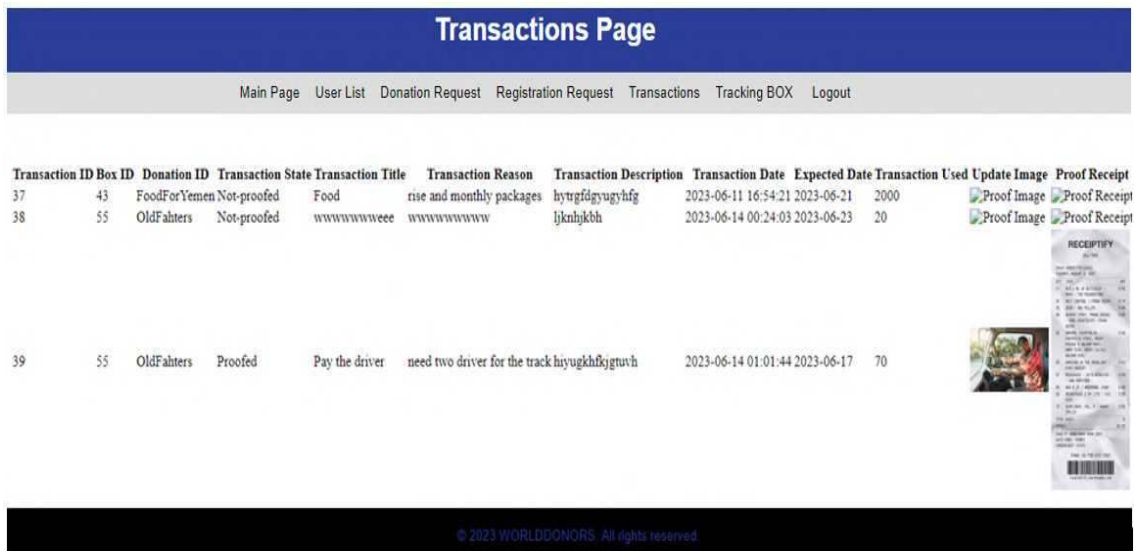 Transactions Page
Main Page User List Donation Request Registration Request Transactions Tracking BOX Logout
Transaction ID Box ID Donation ID Transaction State Transaction Title Transaction Reason Transaction Description Transaction Date Expected Date Transaction Used Update Image Proof Receipt
37 43 FoodForYemen Not-proofed Food rise and monthly packages hytrgfdgyugyhfg 2023-06-11 16:54:21 2023-06-21 2000 Proof Image Proof Receipt
38 55 OldFahters Not-proofed 2023-06-14 00:24:03 2023-06-23 20 Proof Image Proof Receipt
RECEIPTIFY
39 55 OldFahters Proofed Pay the driver need two driver for the track hiyugkhfkjgtuvh 2023-06-14 01:01:44 2023-06-17 70
© 2023 WORLDDONORS. All rights reserved.